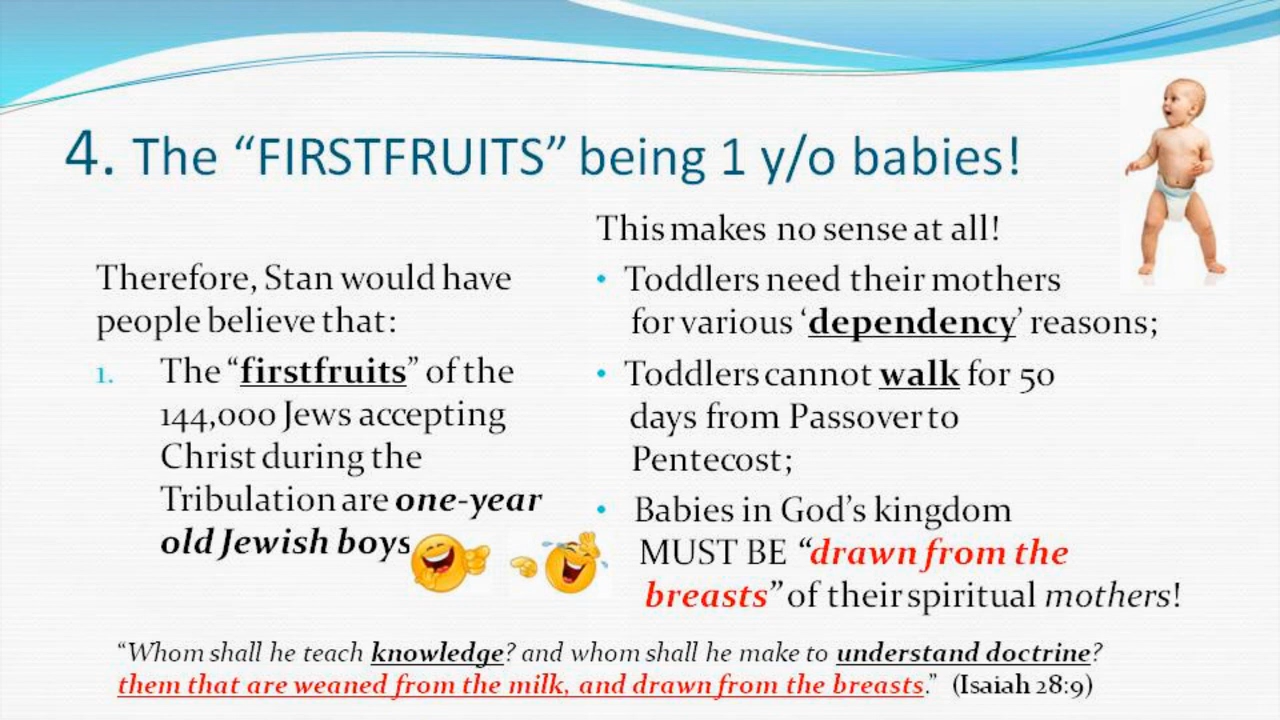 4. The “FIRSTFRUITS” being 1 y/o babies!
Therefore, Stan would have
people believe that:
1. The “firstfruits” of the
144,000 Jews accepting
Christ during the
Tribulation are one-year
old Jewish boys
This makes no sense at all!
• Toddlers need their mothers
for various ‘dependency’ reasons;
• Toddlers cannot walk for 50
days from Passover to
Pentecost;
• Babies in God’s kingdom
MUST BE “drawn from the
breasts” of their spiritual mothers!
“Whom shall he teach knowledge? and whom shall he make to understand doctrine?
them that are weaned from the milk, and drawn from the breasts.” (Isaiah 28:9)